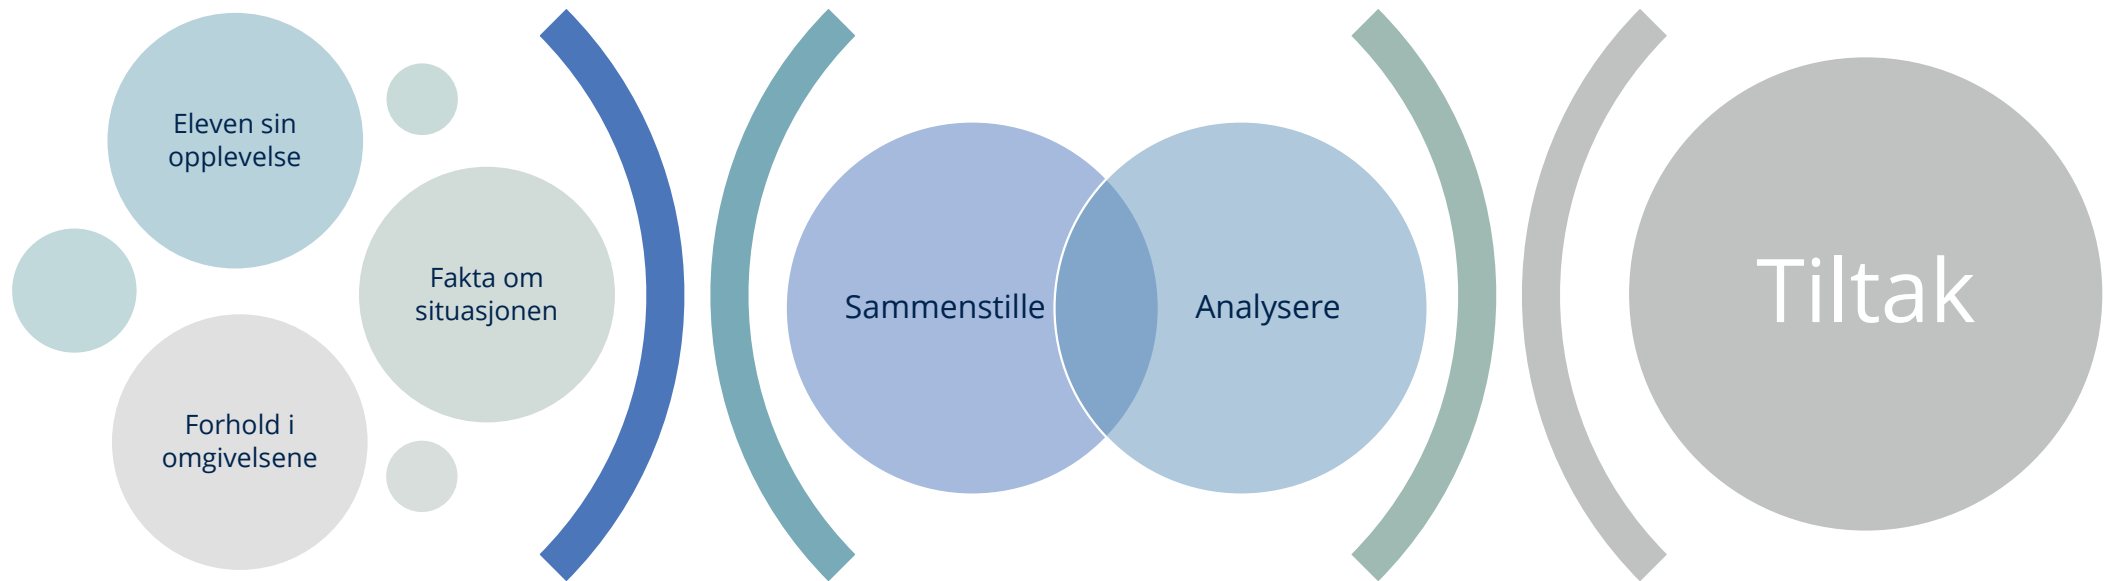 Eleven sin
opplevelse
Fakta om
situasjonen
Forhold i
omgivelsene
Sammenstille
Analysere
Tiltak